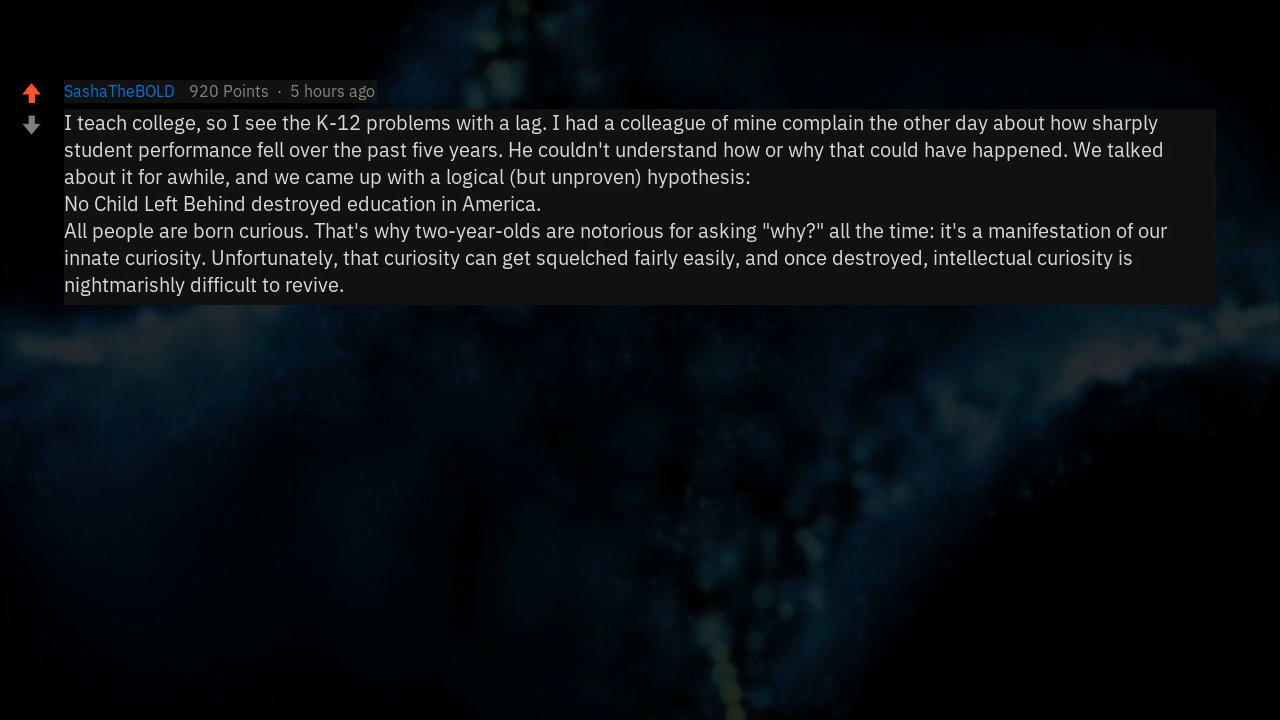 SashaTheBOLD 920 Points · 5 hours ago
I teach college, so I see the K-12 problems with a lag. I had a colleague of mine complain the other day about how sharply
student performance fell over the past five years. He couldn't understand how or why that could have happened. We talked
about it for awhile, and we came up with a logical (but unproven) hypothesis:
No Child Left Behind destroyed education in America.
All people are born curious. That's why two-year-olds are notorious for asking "why?" all the time: it's a manifestation of our
innate curiosity. Unfortunately, that curiosity can get squelched fairly easily, and once destroyed, intellectual curiosity is
nightmarishly difficult to revive.